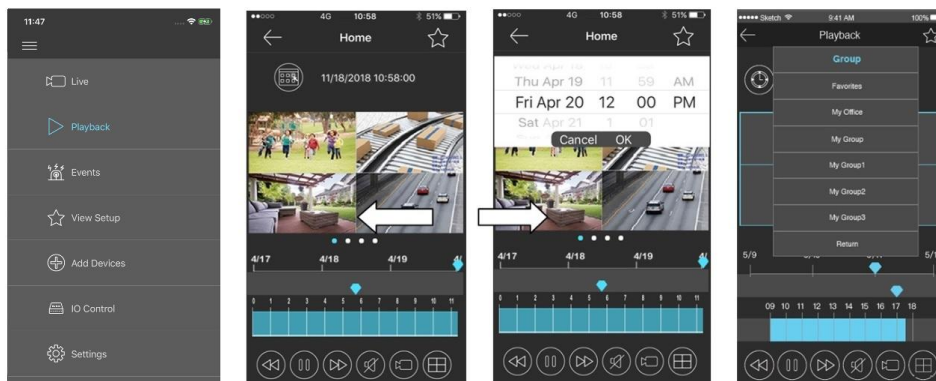 11:47
Live
Playback
Events
View Setup
Add Devices
IO Control
Settings
4G 10:58 51%
Home
11/18/2018 10:58:00
4/17 4/18 4/19 4/
0 1 2 3 4 5 6 7 8 9 10 11
4G 10:58 51%
Home
Thu Apr 19 11 59 AM
Fri Apr 20 12 00 PM
Sat Apr 21 1 01
Cancel OK
4/17 4/18 4/19 4/
0 1 2 3 4 5 6 7 8 9 10 11
Sketch 9:41 AM 100%
Playback
Group
Favorites
My Office
My Group
My Group1
My Group2
My Group3
Return
5/9
09 10 11 12 13 14 15 16 17 18